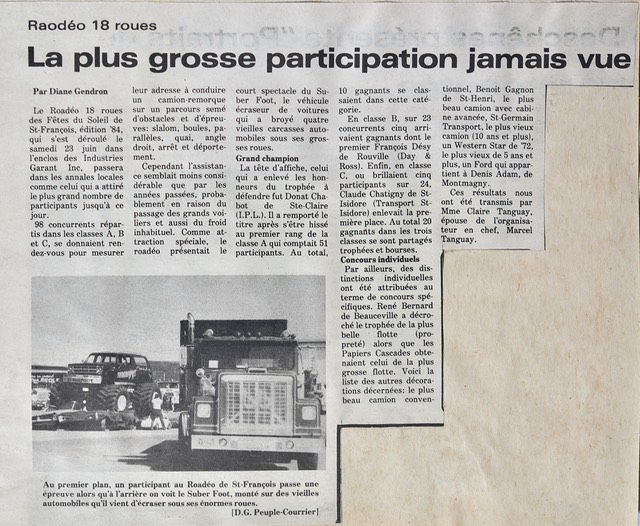 Raodéo 18 roues
La plus grosse participation jamais vue
Par Diane Gendron
Le Roadéo 18 roues
des Fêtes du Soleil de
St-François, édition '84,
qui s'est déroulé le
samedi 23 juin dans
l'enclos des Industries
Garant Inc, passera
dans les annales locales
comme celui qui a attiré
le plus grand nombre de
participants jusqu'à ce
jour.
98 concurrents répar-
tis dans les classes A, B
et C, se donnaient ren-
dez-vous pour mesurer
leur adresse à conduire
un camion-remorque
sur un parcours semé
d'obstacles et d'épreu-
ves: slalom, boules, pa-
rallèles, quai, angle
droit, arrêt et déporte-
ment.
Cependant l'assistan-
ce semblait moins consi-
dérable que par les
années passées, proba-
blement en raison du
passage des grands voi-
liers et aussi du froid
inhabituel. Comme at-
traction spéciale, le
roadéo présentait le
court spectacle du Su-
ber Foot, le véhicule
écraseur de voitures
qui a broyé quatre
vieilles carcasses auto-
mobiles sous ses gros-
ses roues.
Grand champion
La tête d'affiche, celui
qui a enlevé les hon-
neurs du trophée à
défendre fut Donat Cha-
bot de Ste-Claire
(I.P.L.). Il a remporté le
titre après s'être hissé
au premier rang de la
classe A qui comptait 51
participants. Au total,
10 gagnants se clas-
saient dans cette caté-
gorie.
En classe B, sur 23
concurrents cinq arri-
vaient gagnants dont le
premier François Désy
de Rouville (Day &
Ross). Enfin, en classe
C, ou brillaient cinq
participants sur 24,
Claude Chatigny de St-
Isidore (Transport St-
Isidore) enlevait la pre-
mière place. Au total 20
gagnants dans les trois
classes se sont partagés
trophées et bourses.
Concours individuels
Par ailleurs, des dis-
tinctions individuelles
ont été attribuées au
terme de concours spé-
cifiques. René Bernard
de Beauceville a décro-
ché le trophée de la plus
belle flotte (pro-
preté) alors que les
Papiers Cascades obte-
naient celui de la plus
grosse flotte. Voici la
liste des autres décora-
tions décernées: le plus
beau camion conven-
tionnel, Benoit Gagnon
de St-Henri, le plus
beau camion avec cabi-
ne avancée, St-Germain
Transport, le plus vieux
camion (10 ans et plus),
un Western Star de '72,
le plus vieux de 5 ans et
plus, un Ford qui appar-
tient à Denis Adam, de
Montmagny.
Ces résultats nous
ont été transmis par
Mme Claire Tanguay,
épouse de l'organisa-
teur en chef, Marcel
Tanguay.
Au premier plan, un participant au Roadéo de St-François passe une
épreuve alors qu'à l'arrière on voit le Suber Foot, monté sur des vieilles
automobiles qu'il vient d'écraser sous ses énormes roues.
[D.G. Peuple-Courrier]